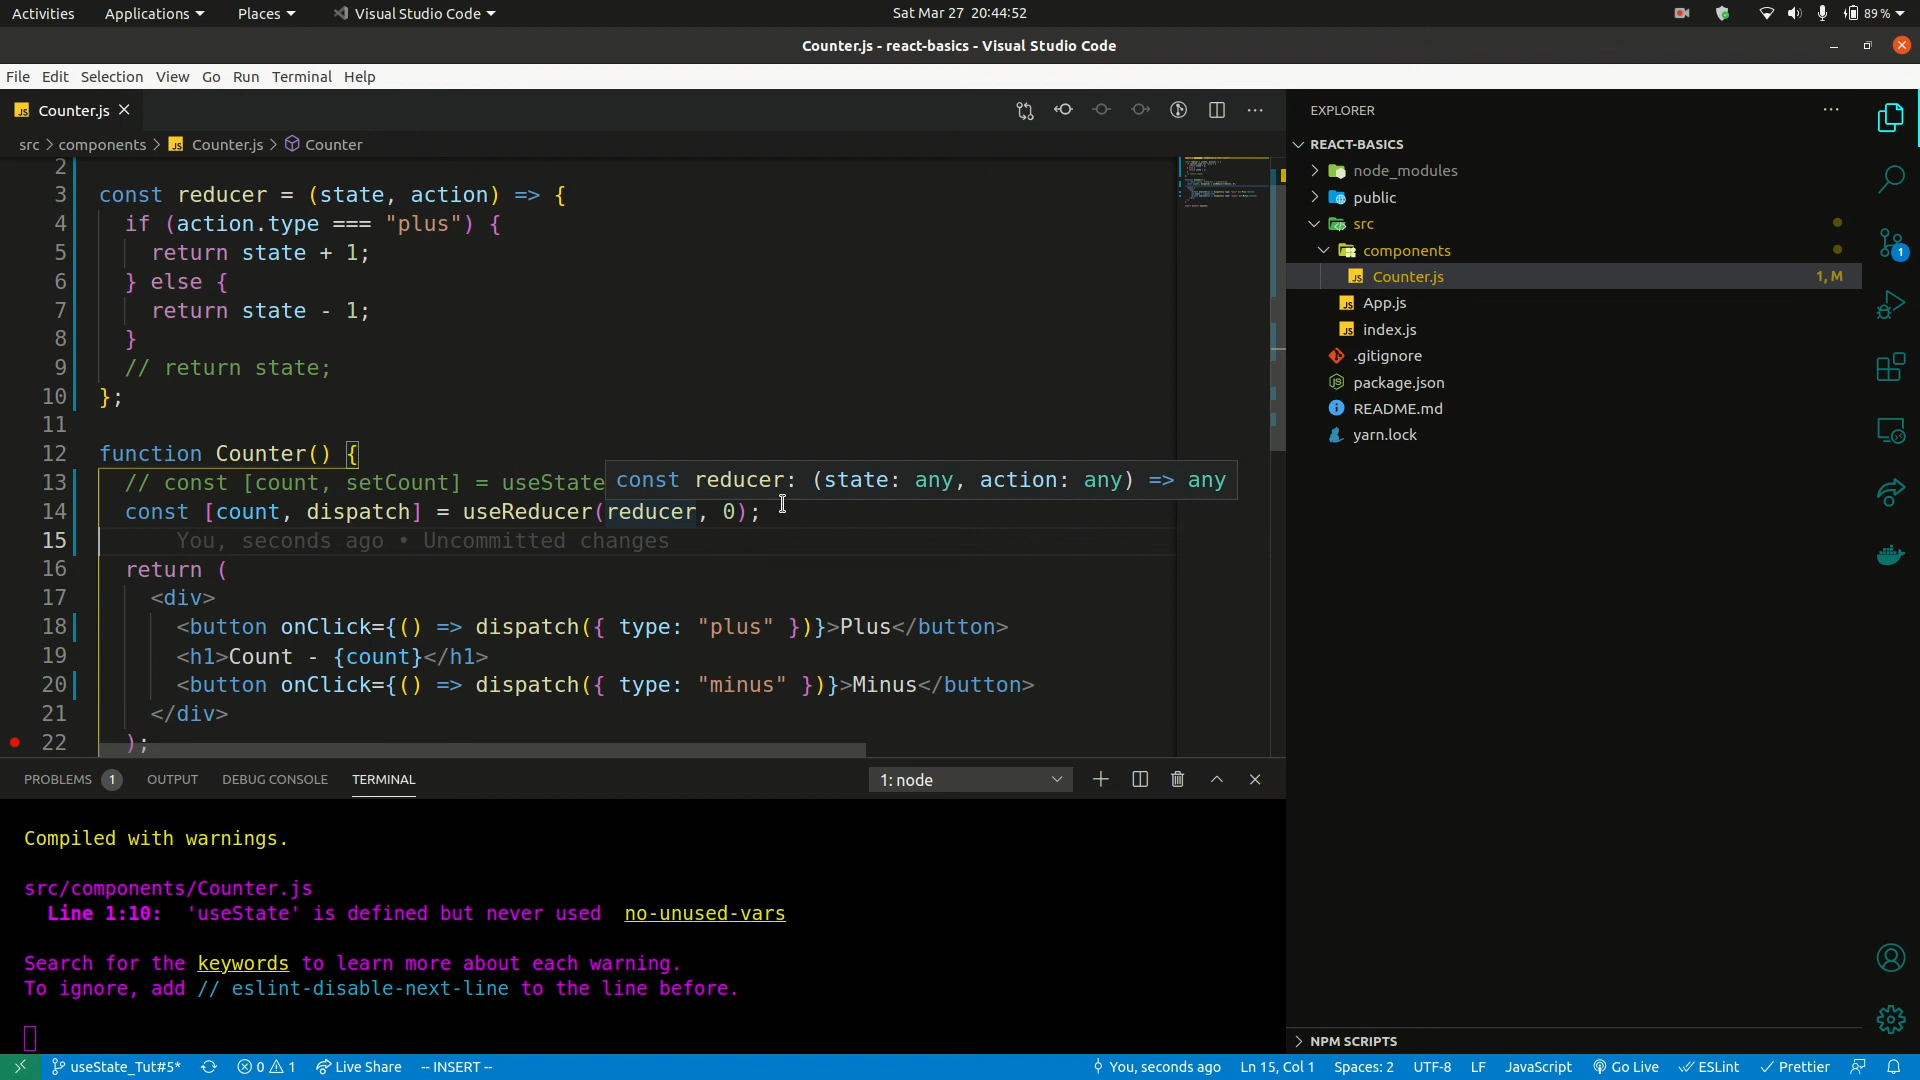 Activities Applications Places Visual Studio Code Sat Mar 27 20:44:52 89 %
Counter.js - react-basics - Visual Studio Code
File Edit Selection View Go Run Terminal Help
JS Counter.js
src > components > JS Counter.js > Counter
2
3 const reducer = (state, action) => {
4 if (action.type === "plus") {
5 return state + 1;
6 } else {
7 return state - 1;
8 }
9 // return state;
10 };
11
12 function Counter() {
13 // const [count, setCount] = useState
const reducer: (state: any, action: any) => any
14 const [count, dispatch] = useReducer(reducer, 0);
15 You, seconds ago • Uncommitted changes
16 return (
17 <div>
18 <button onClick={() => dispatch({ type: "plus" })}>Plus</button>
19 <h1>Count - {count}</h1>
20 <button onClick={() => dispatch({ type: "minus" })}>Minus</button>
21 </div>
22 );
EXPLORER
REACT-BASICS
node_modules
public
src
components
JS Counter.js 1, M
JS App.js
JS index.js
.gitignore
package.json
README.md
yarn.lock
NPM SCRIPTS
1
PROBLEMS 1 OUTPUT DEBUG CONSOLE TERMINAL 1: node
Compiled with warnings.
src/components/Counter.js
Line 1:10: 'useState' is defined but never used no-unused-vars
Search for the keywords to learn more about each warning.
To ignore, add // eslint-disable-next-line to the line before.
useState_Tut#5* 0 1 Live Share -- INSERT -- You, seconds ago Ln 15, Col 1 Spaces: 2 UTF-8 LF JavaScript Go Live ESLint Prettier